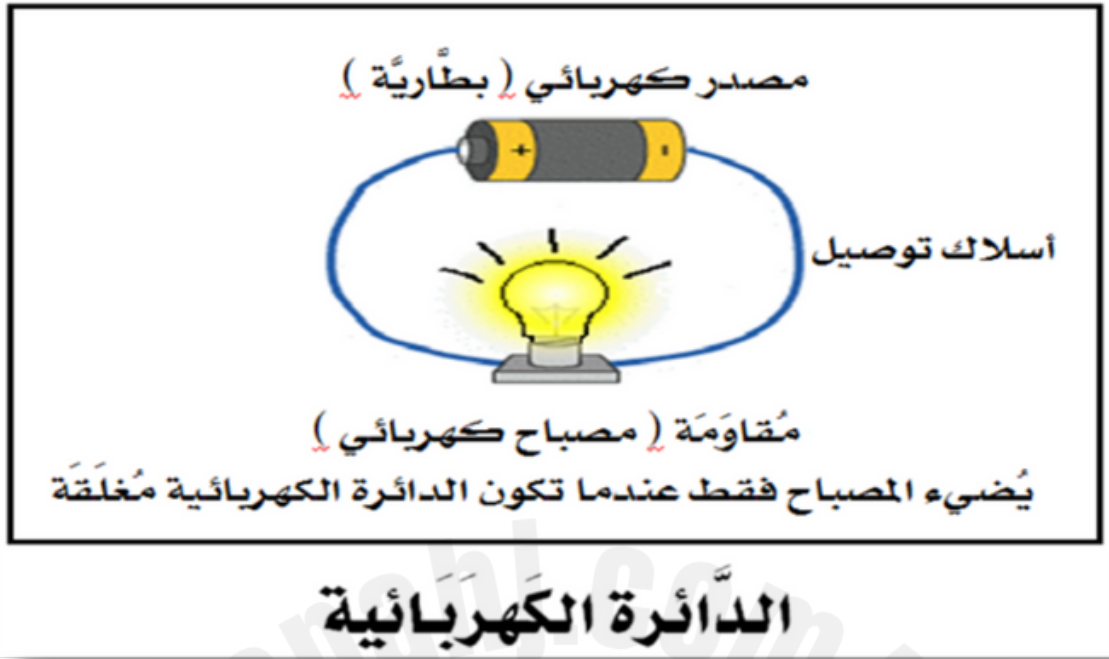 مصدر كهربائي ( بطَّاريَّة )
+ -
أسلاك توصيل
مُقاوَمَة ( مصباح كهربائي )
يُضيء المصباح فقط عندما تكون الدائرة الكهربائية مُغلَقَة
الدَّائرة الكَهرَبَائية